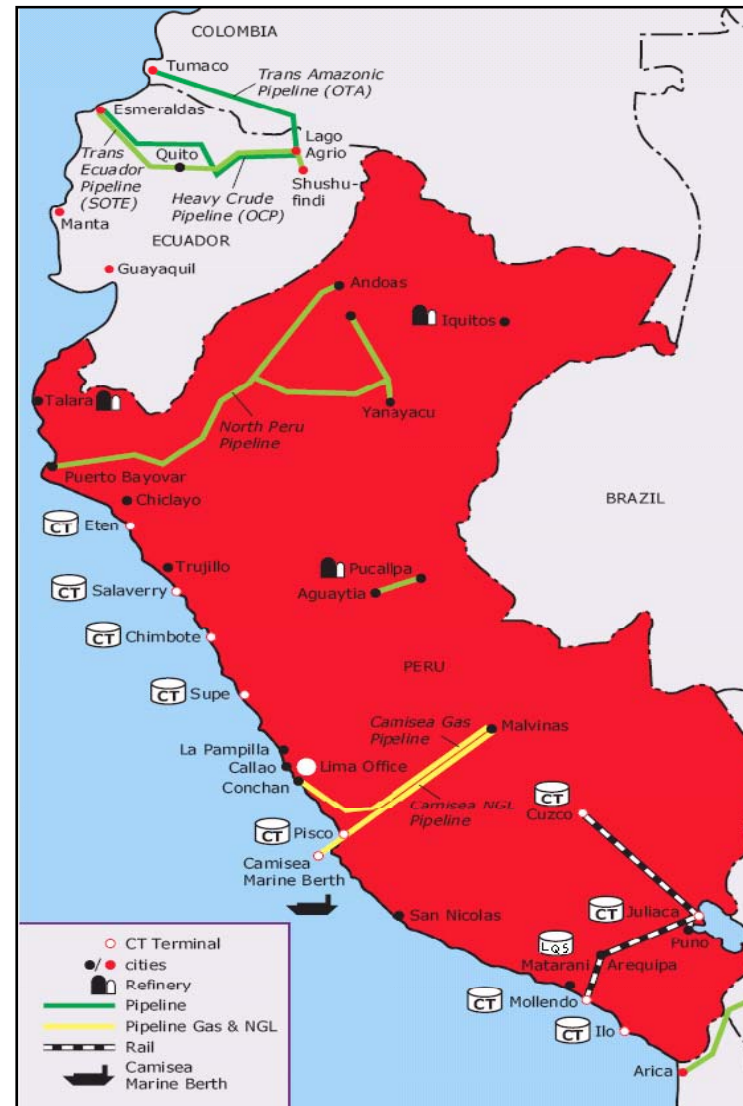 COLOMBIA
Tumaco
Trans Amazonic
Pipeline (OTA)
Esmeraldas
Lago
Agrio
Trans
Ecuador
Pipeline
(SOTE)
Quito
Heavy Crude
Pipeline (OCP)
Shushu-
findi
Manta
ECUADOR
Guayaquil
Andoas
Iquitos
Talara
North Peru
Pipeline
Yanayacu
Puerto Bayovar
Chiclayo
BRAZIL
CT Eten
Trujillo
Pucallpa
CT Salaverry
Aguaytia
CT Chimbote
PERU
CT Supe
Camisea Gas
Pipeline
Malvinas
La Pampilla
Callao
Lima Office
Conchan
Camisea NGL
Pipeline
CT
Cuzco
CT Pisco
Camisea
Marine Berth
San Nicolas
CT Juliaca
Puno
LQS
Matarani
Arequipa
CT Mollendo
CT Ilo
Arica
CT Terminal
/ cities
Refinery
Pipeline
Pipeline Gas & NGL
Rail
Camisea
Marine Berth